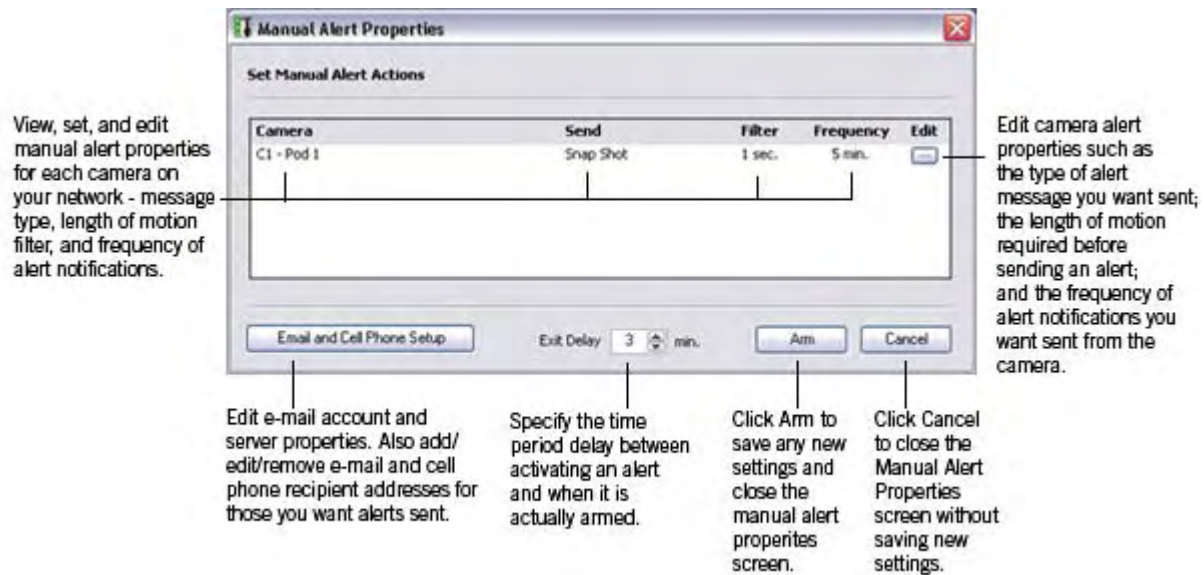 Manual Alert Properties
Set Manual Alert Actions
Camera Send Filter Frequency Edit
C1 - Pod 1 Snap Shot 1 sec. 5 min. ...
View, set, and edit
manual alert properties
for each camera on
your network - message
type, length of motion
filter, and frequency of
alert notifications.
Edit camera alert
properties such as
the type of alert
message you want sent;
the length of motion
required before
sending an alert;
and the frequency of
alert notifications you
want sent from the
camera.
Email and Cell Phone Setup Exit Delay 3 min. Arm Cancel
Edit e-mail account and
server properties. Also add/
edit/remove e-mail and cell
phone recipient addresses for
those you want alerts sent.
Specify the time
period delay between
activating an alert
and when it is
actually armed.
Click Arm to
save any new
settings and
close the
manual alert
properites
screen.
Click Cancel
to close the
Manual Alert
Properties
screen without
saving new
settings.